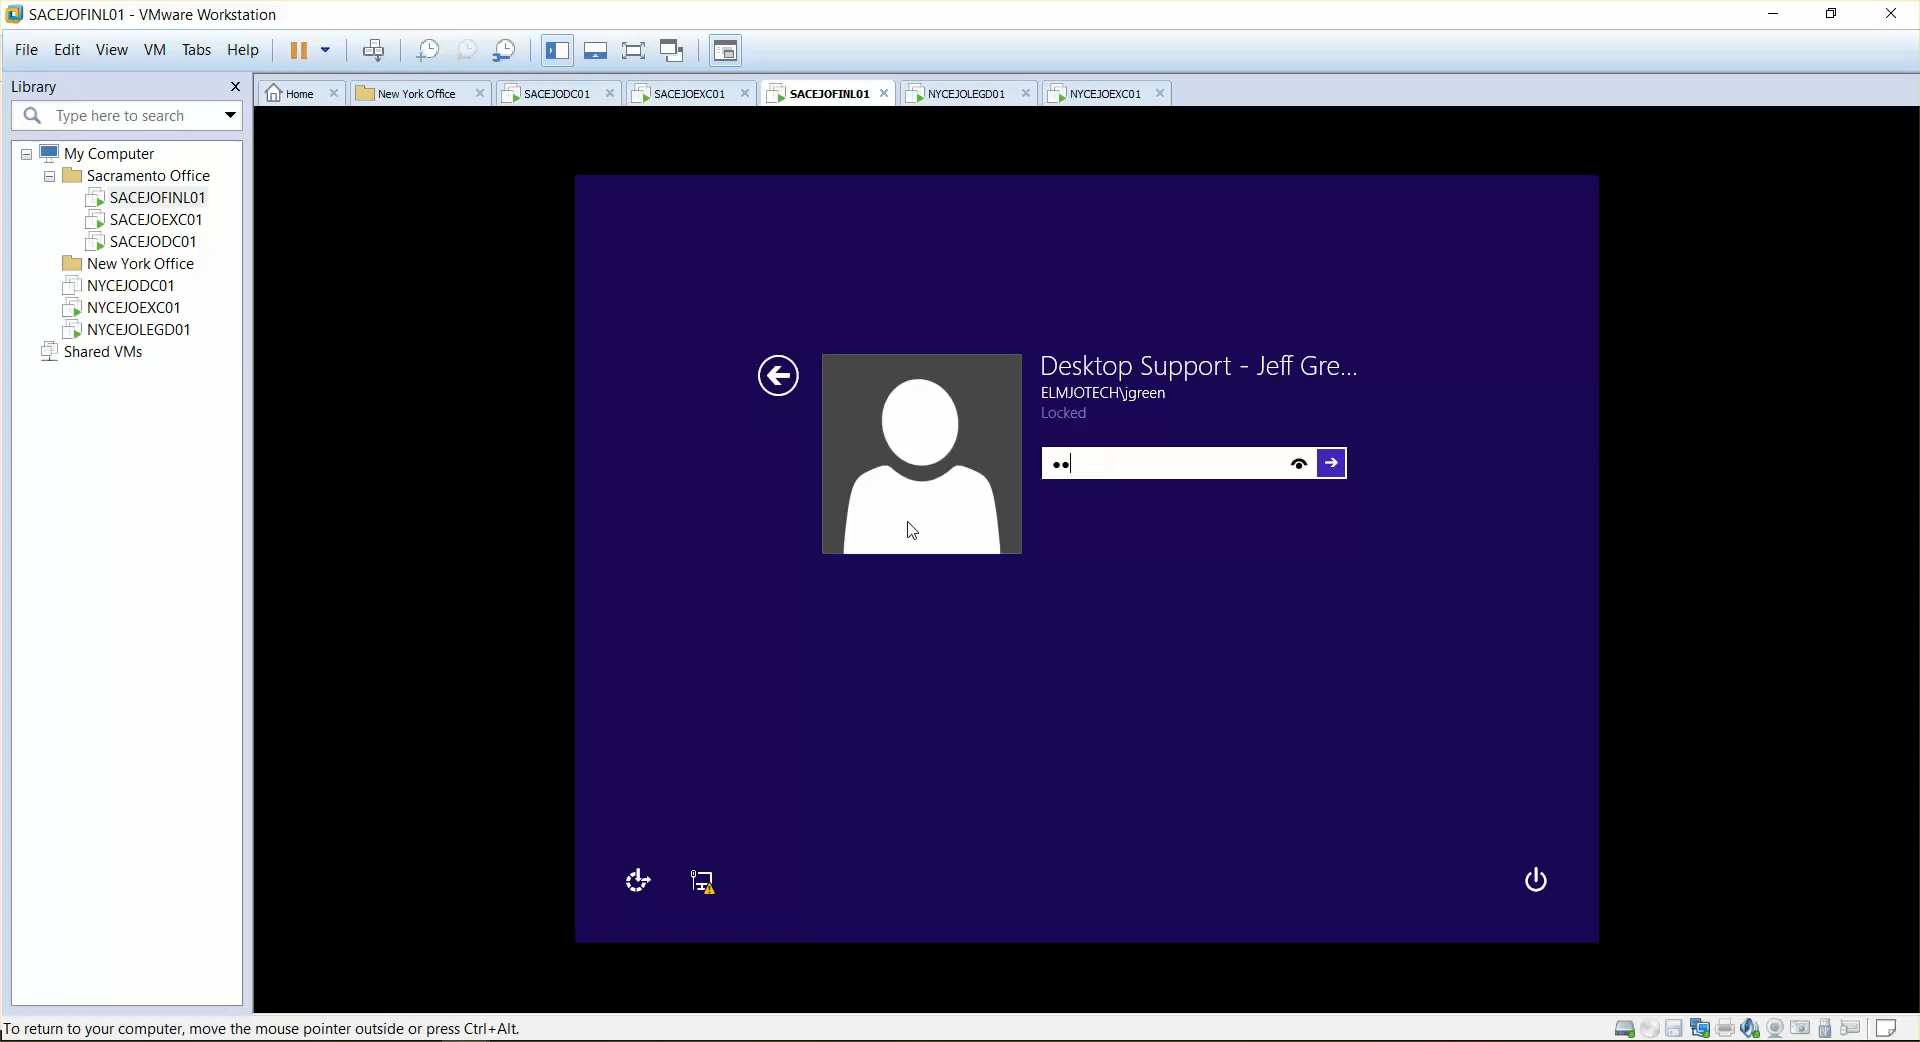 SACEJOFINL01 - VMware Workstation
File Edit View VM Tabs Help
Library
Type here to search
My Computer
Sacramento Office
SACEJOFINL01
SACEJOEXC01
SACEJODC01
New York Office
NYCEJODC01
NYCEJOEXC01
NYCEJOLEGD01
Shared VMs
Home New York Office SACEJODC01 SACEJOEXC01 SACEJOFINL01 NYCEJOLEGD01 NYCEJOEXC01
Desktop Support - Jeff Gre...
ELMJOTECH\jgreen
Locked
To return to your computer, move the mouse pointer outside or press Ctrl+Alt.